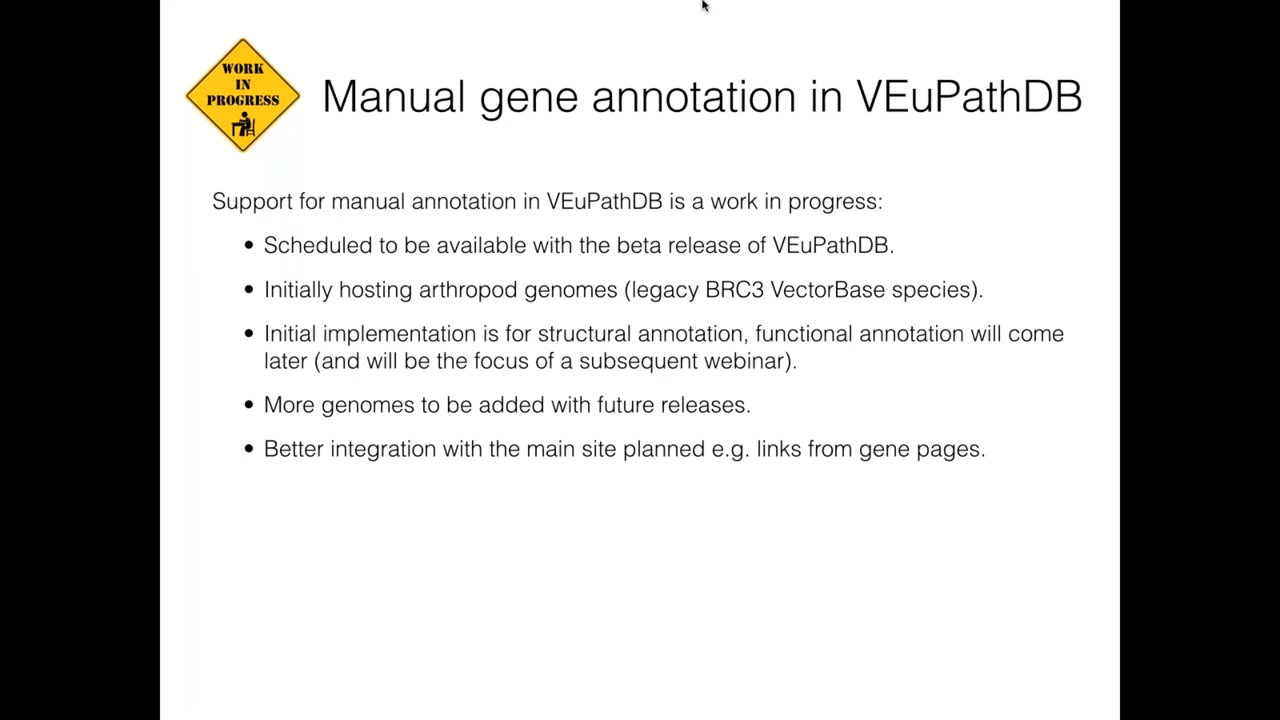 WORK
IN
PROGRESS
Manual gene annotation in VEuPathDB
Support for manual annotation in VEuPathDB is a work in progress:
• Scheduled to be available with the beta release of VEuPathDB.
• Initially hosting arthropod genomes (legacy BRC3 VectorBase species).
• Initial implementation is for structural annotation, functional annotation will come
later (and will be the focus of a subsequent webinar).
• More genomes to be added with future releases.
• Better integration with the main site planned e.g. links from gene pages.